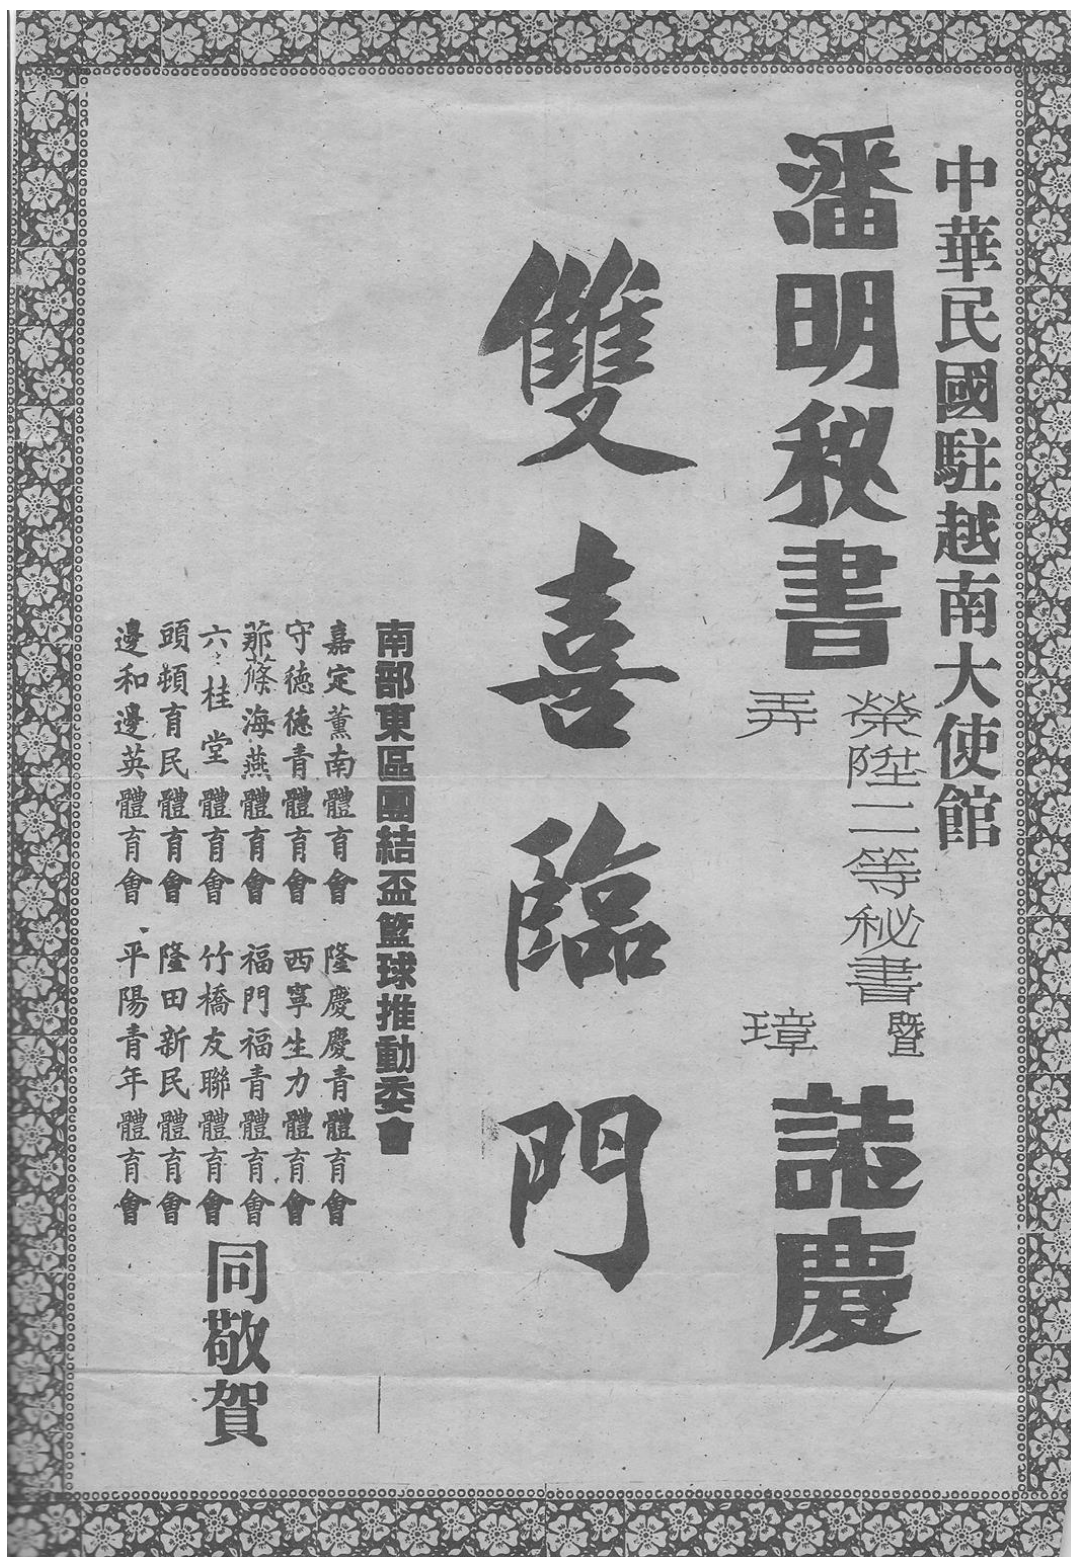 中華民國駐越南大使館
潘明秘書
榮陞二等秘書暨
弄璋
誌慶
雙喜臨門
南部東區團結盃籃球推動委會
嘉定薰南體育會 隆慶慶青體育會
守德德青體育會 西寧生力體育會
蓈篨海燕體育會 福門福青體育會
六桂堂體育會 竹橋友聯體育會
頭頓育民體育會 隆田新民體育會
邊和邊英體育會 平陽青年體育會
同敬賀